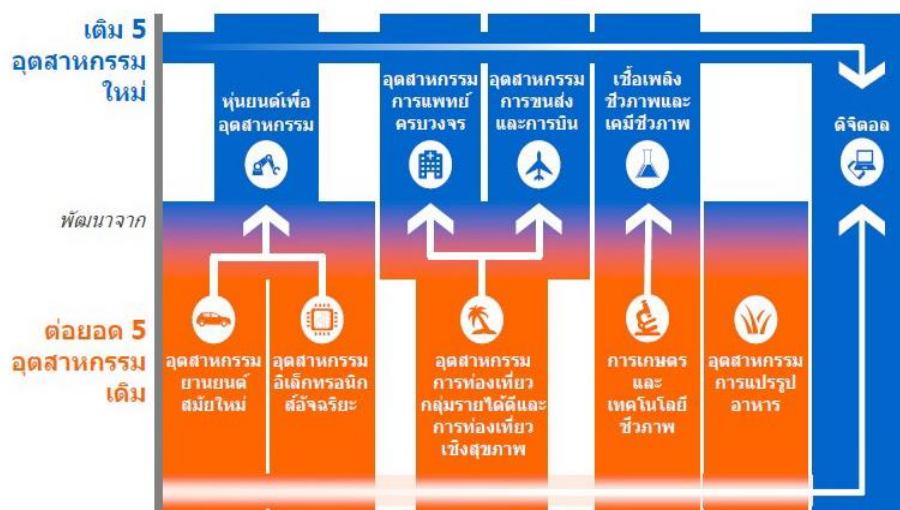 เติม 5
อุตสาหกรรม
ใหม่
หุ่นยนต์เพื่อ
อุตสาหกรรม
อุตสาหกรรม
การแพทย์
ครบวงจร
อุตสาหกรรม
การขนส่ง
และการบิน
เชื้อเพลิง
ชีวภาพและ
เคมีชีวภาพ
ดิจิตอล
พัฒนาจาก
ต่อยอด 5
อุตสาหกรรม
เดิม
อุตสาหกรรม
ยานยนต์
สมัยใหม่
อุตสาหกรรม
อิเล็กทรอนิก
ส์อัจฉริยะ
อุตสาหกรรม
การท่องเที่ยว
กลุ่มรายได้ดีและ
การท่องเที่ยว
เชิงสุขภาพ
การเกษตร
และ
เทคโนโลยี
ชีวภาพ
อุตสาหกรรม
การแปรรูป
อาหาร